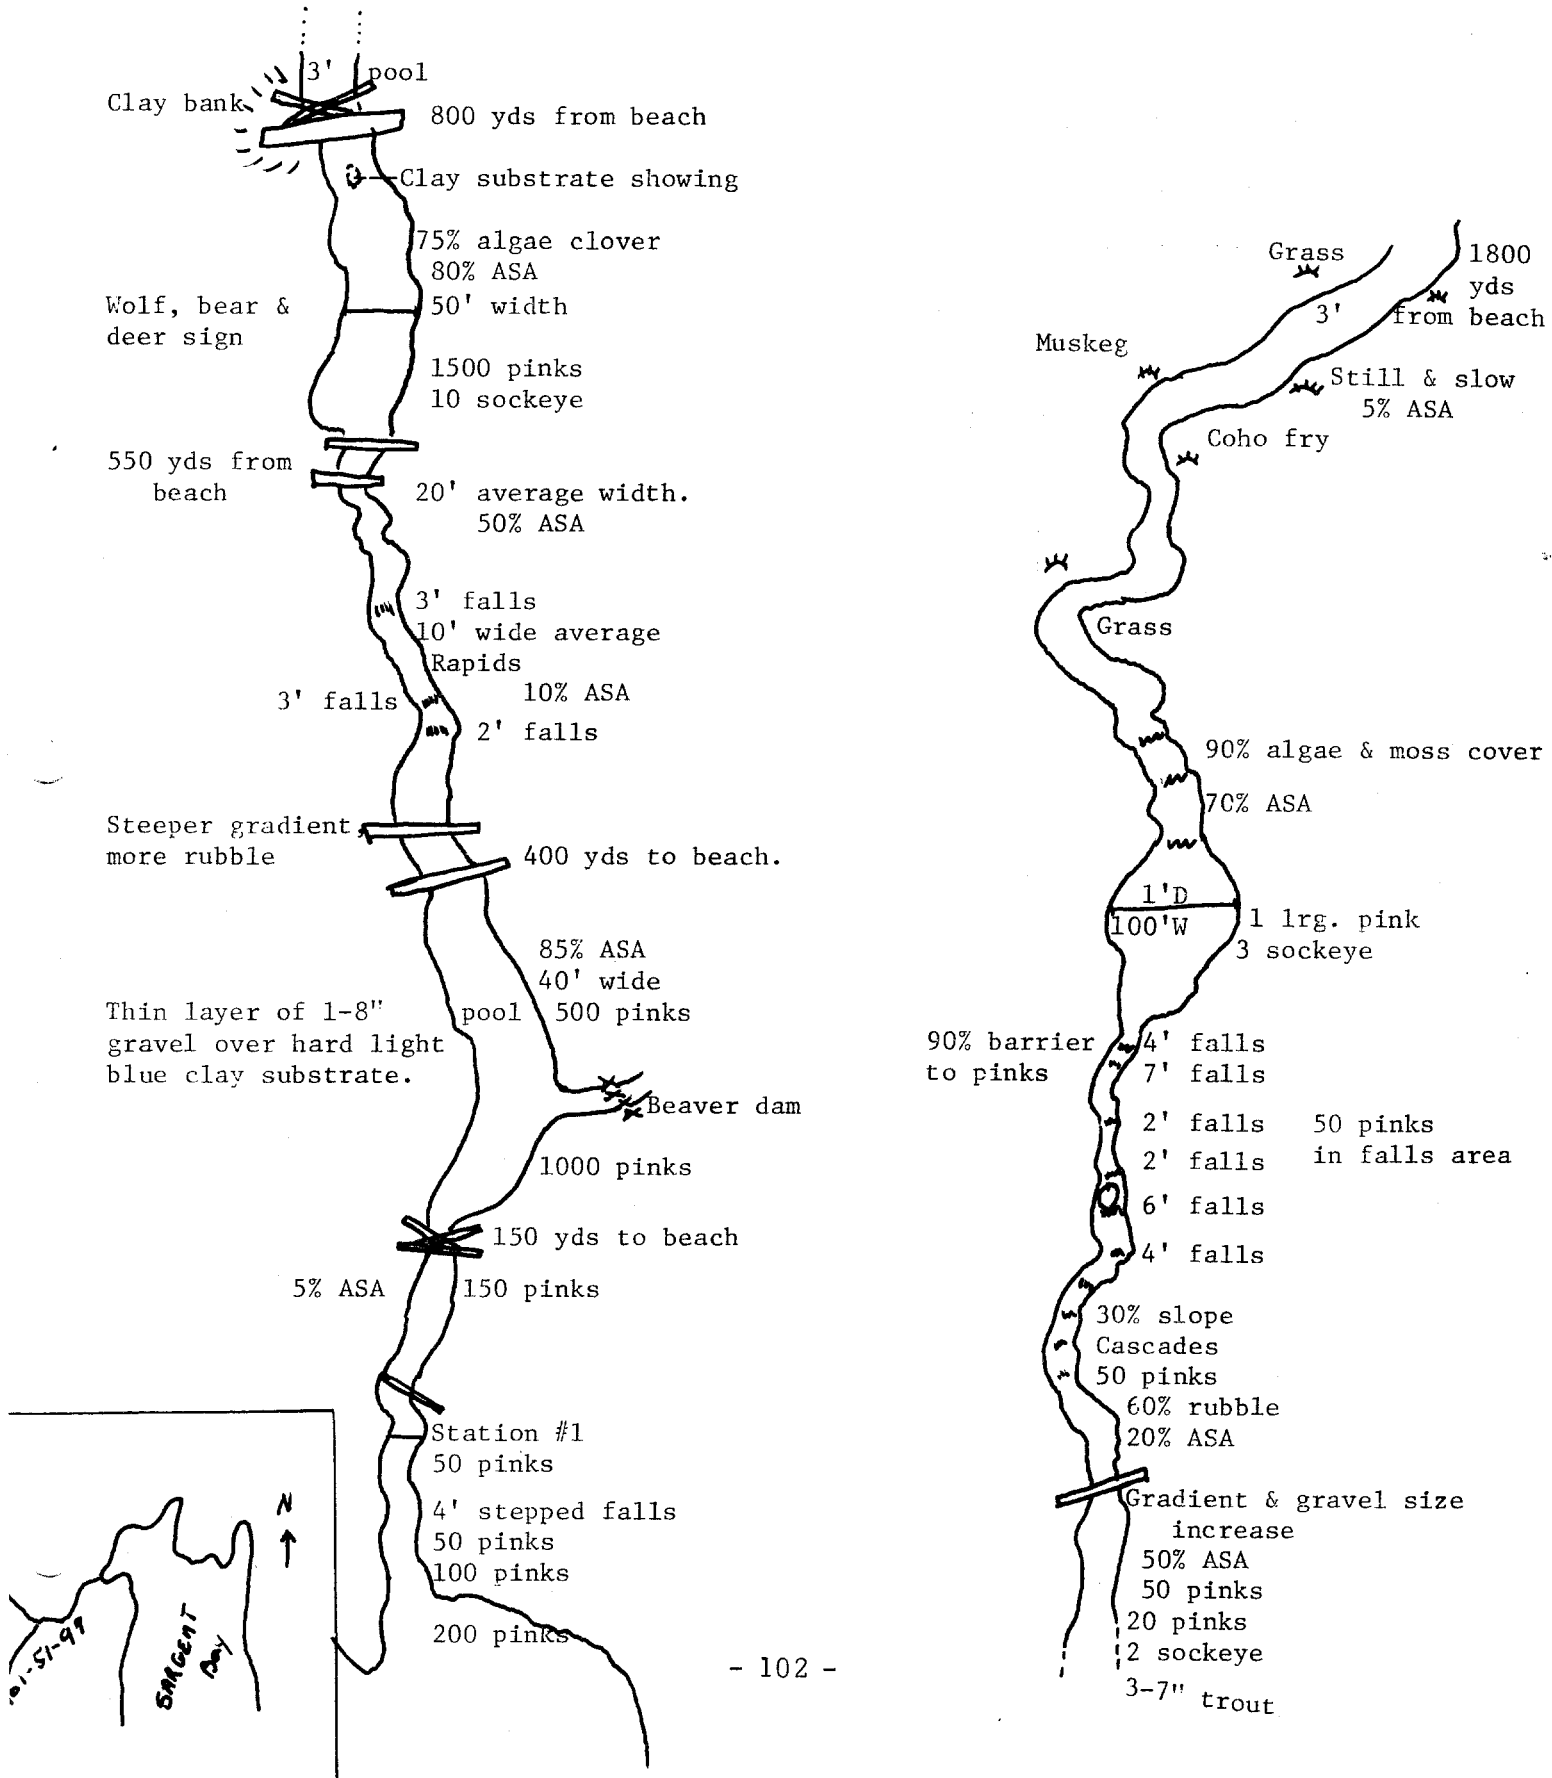 3' pool
Clay bank
800 yds from beach
Clay substrate showing
75% algae clover
80% ASA
Wolf, bear &
deer sign
50' width
1500 pinks
10 sockeye
550 yds from
beach
20' average width.
50% ASA
3' falls
10' wide average
Rapids
10% ASA
3' falls
2' falls
Steeper gradient,
more rubble
400 yds to beach.
85% ASA
40' wide
pool 500 pinks
Thin layer of 1-8"
gravel over hard light
blue clay substrate.
Beaver dam
1000 pinks
150 yds to beach
5% ASA
150 pinks
Station #1
50 pinks
4' stepped falls
50 pinks
100 pinks
200 pinks
N
SARGENT
Bay
101-51-99
- 102 -
Grass
1800
yds
from beach
3'
Muskeg
Still & slow
5% ASA
Coho fry
Grass
90% algae & moss cover
70% ASA
1'D
100'W
1 lrg. pink
3 sockeye
90% barrier
to pinks
4' falls
7' falls
2' falls
50 pinks
in falls area
2' falls
6' falls
4' falls
30% slope
Cascades
50 pinks
60% rubble
20% ASA
Gradient & gravel size
increase
50% ASA
50 pinks
20 pinks
2 sockeye
3-7" trout